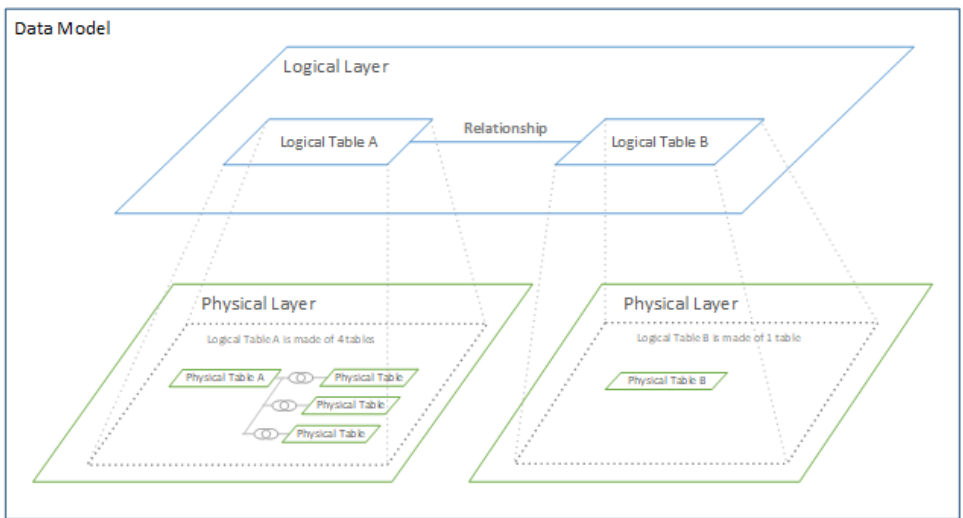 Data Model
Logical Layer
Logical Table A
Relationship
Logical Table B
Physical Layer
Logical Table A is made of 4 tables
Physical Table A
Physical Table
Physical Table
Physical Table
Physical Layer
Logical Table B is made of 1 table
Physical Table B